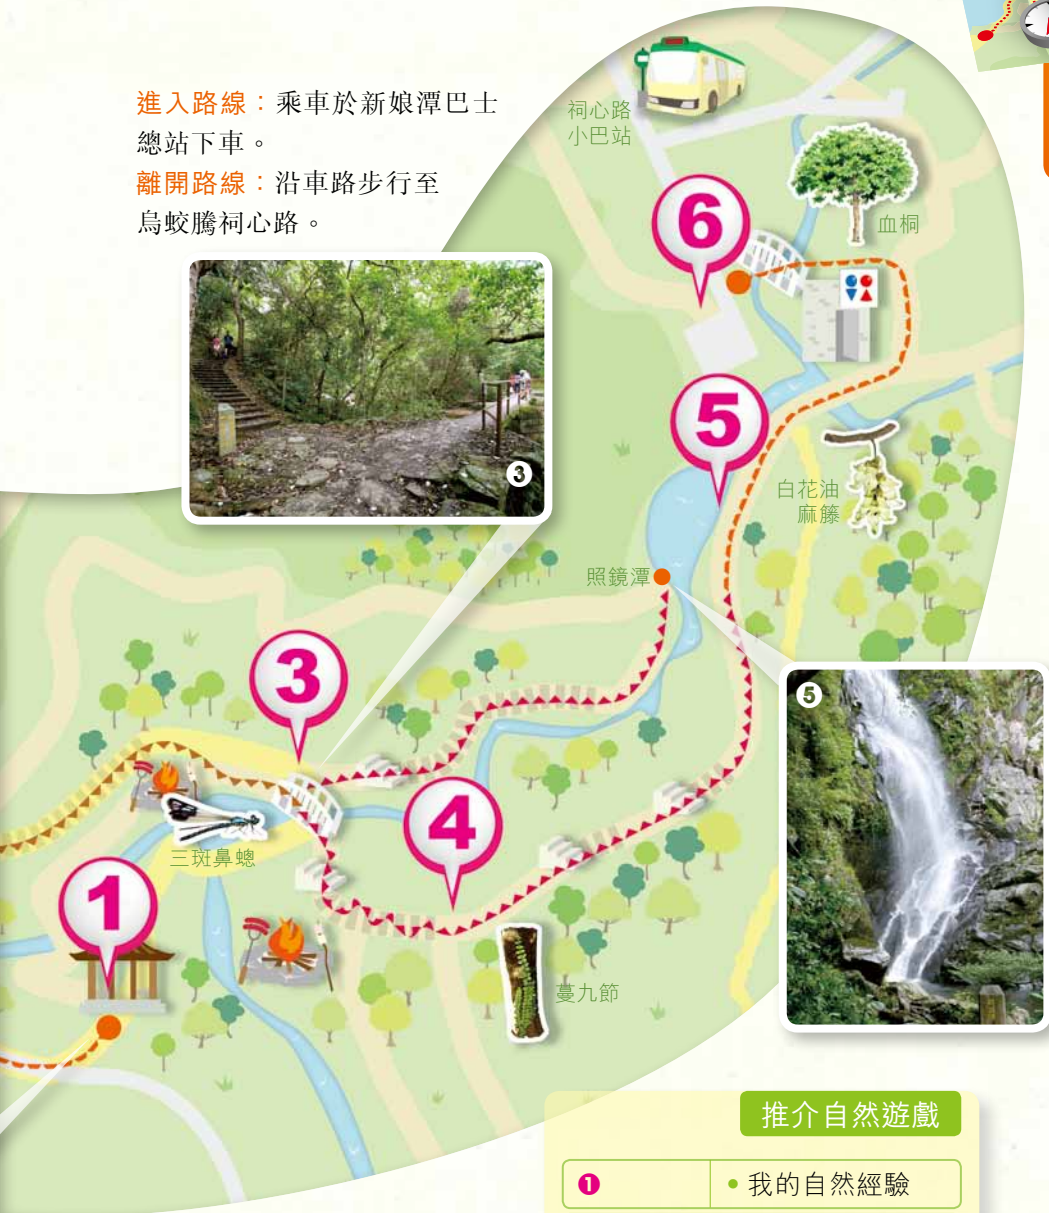 進入路線：乘車於新娘潭巴士
總站下車。
離開路線：沿車路步行至
烏蛟騰祠心路。
祠心路
小巴站
血桐
6
5
3
白花油
麻籐
照鏡潭
3
5
4
三斑鼻蟌
1
蔓九節
推介自然遊戲
1
• 我的自然經驗